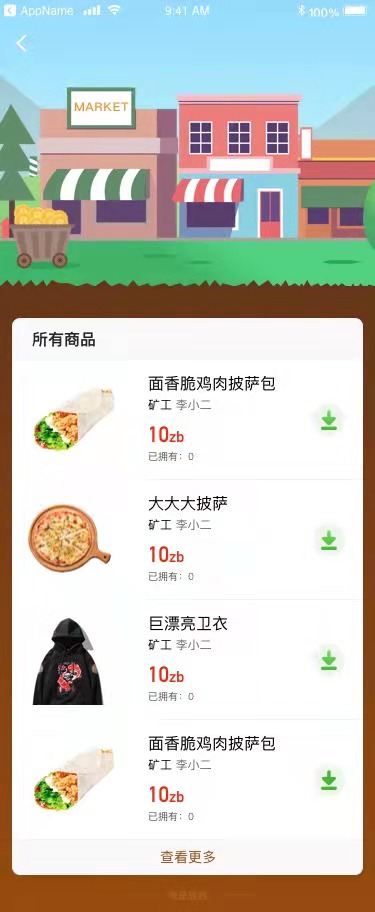 AppName 9:41 AM 100%
MARKET
所有商品
面香脆鸡肉披萨包
矿工 李小二
10zb
已拥有：0
大大大披萨
矿工 李小二
10zb
已拥有：0
巨漂亮卫衣
矿工 李小二
10zb
已拥有：0
面香脆鸡肉披萨包
矿工 李小二
10zb
已拥有：0
查看更多